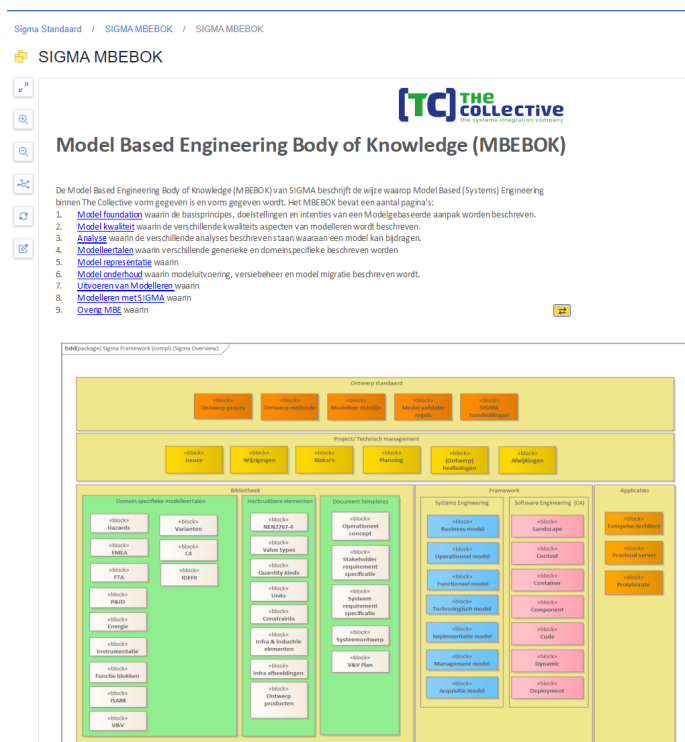 Sigma Standaard / SIGMA MBEBOK / SIGMA MBEBOK
SIGMA MBEBOK
[TC] THE COLLECTIVE
the systems integration company
Model Based Engineering Body of Knowledge (MBEBOK)
De Model Based Engineering Body of Knowledge (MBEBOK) van SIGMA beschrijft de wijze waarop Model Based (Systems) Engineering
binnen The Collective vorm gegeven is en vorm gegeven wordt. Het MBEBOK bevat een aantal pagina's:
1. Model foundation waarin de basisprincipes, doelstellingen en intenties van een Modelgebaseerde aanpak worden beschreven.
2. Model kwaliteit waarin de verschillende kwaliteits aspecten van modelleren wordt beschreven.
3. Analyse waarin de verschillende analyses beschreven staan waaraan een model kan bijdragen.
4. Modelleertalen waarin verschillende generieke en domeinspecifieke beschreven worden
5. Model representatie waarin
6. Model onderhoud waarin modeluitvoering, versiebeheer en model migratie beschreven wordt.
7. Uitvoeren van Modelleren waarin
8. Modelleren met SIGMA waarin
9. Overig MBE waarin
bdd[package] Sigma Framework (compl) [Sigma Overview]
Ontwerp standaard
«block» Ontwerp proces
«block» Ontwerp methode
«block» Modelleer richtlijn
«block» Model validatie regels
«block» SIGMA handleidingen
Project/ Technisch management
«block» Issues
«block» Wijzigingen
«block» Risico's
«block» Planning
«block» (Ontwerp) beslissingen
«block» Afwijkingen
Bibliotheek
Domein specifieke modelleertalen
«block» Hazards
«block» FMEA
«block» FTA
«block» P&ID
«block» Energie
«block» Instrumentatie
«block» Functie blokken
«block» ISA88
«block» V&V
«block» Varianten
«block» C4
«block» IDEF0
Herbruikbare elementen
«block» NEN2767-4
«block» Value types
«block» Quantity kinds
«block» Units
«block» Constraints
«block» Infra & industrie elementen
«block» Infra afbeeldingen
«block» Ontwerp producten
Document templates
«block» Operationeel concept
«block» Stakeholder requirement specificatie
«block» Systeem requirement specificatie
«block» Systeemontwerp
«block» V&V Plan
Framework
Systems Engineering
«block» Business model
«block» Operationeel model
«block» Functioneel model
«block» Technologisch model
«block» Implementatie model
«block» Management model
«block» Acquisitie model
Software Engineering (C4)
«block» Landscape
«block» Context
«block» Container
«block» Component
«block» Code
«block» Dynamic
«block» Deployment
Applicaties
«block» Enteprise Architect
«block» Procloud server
«block» Prolaborate